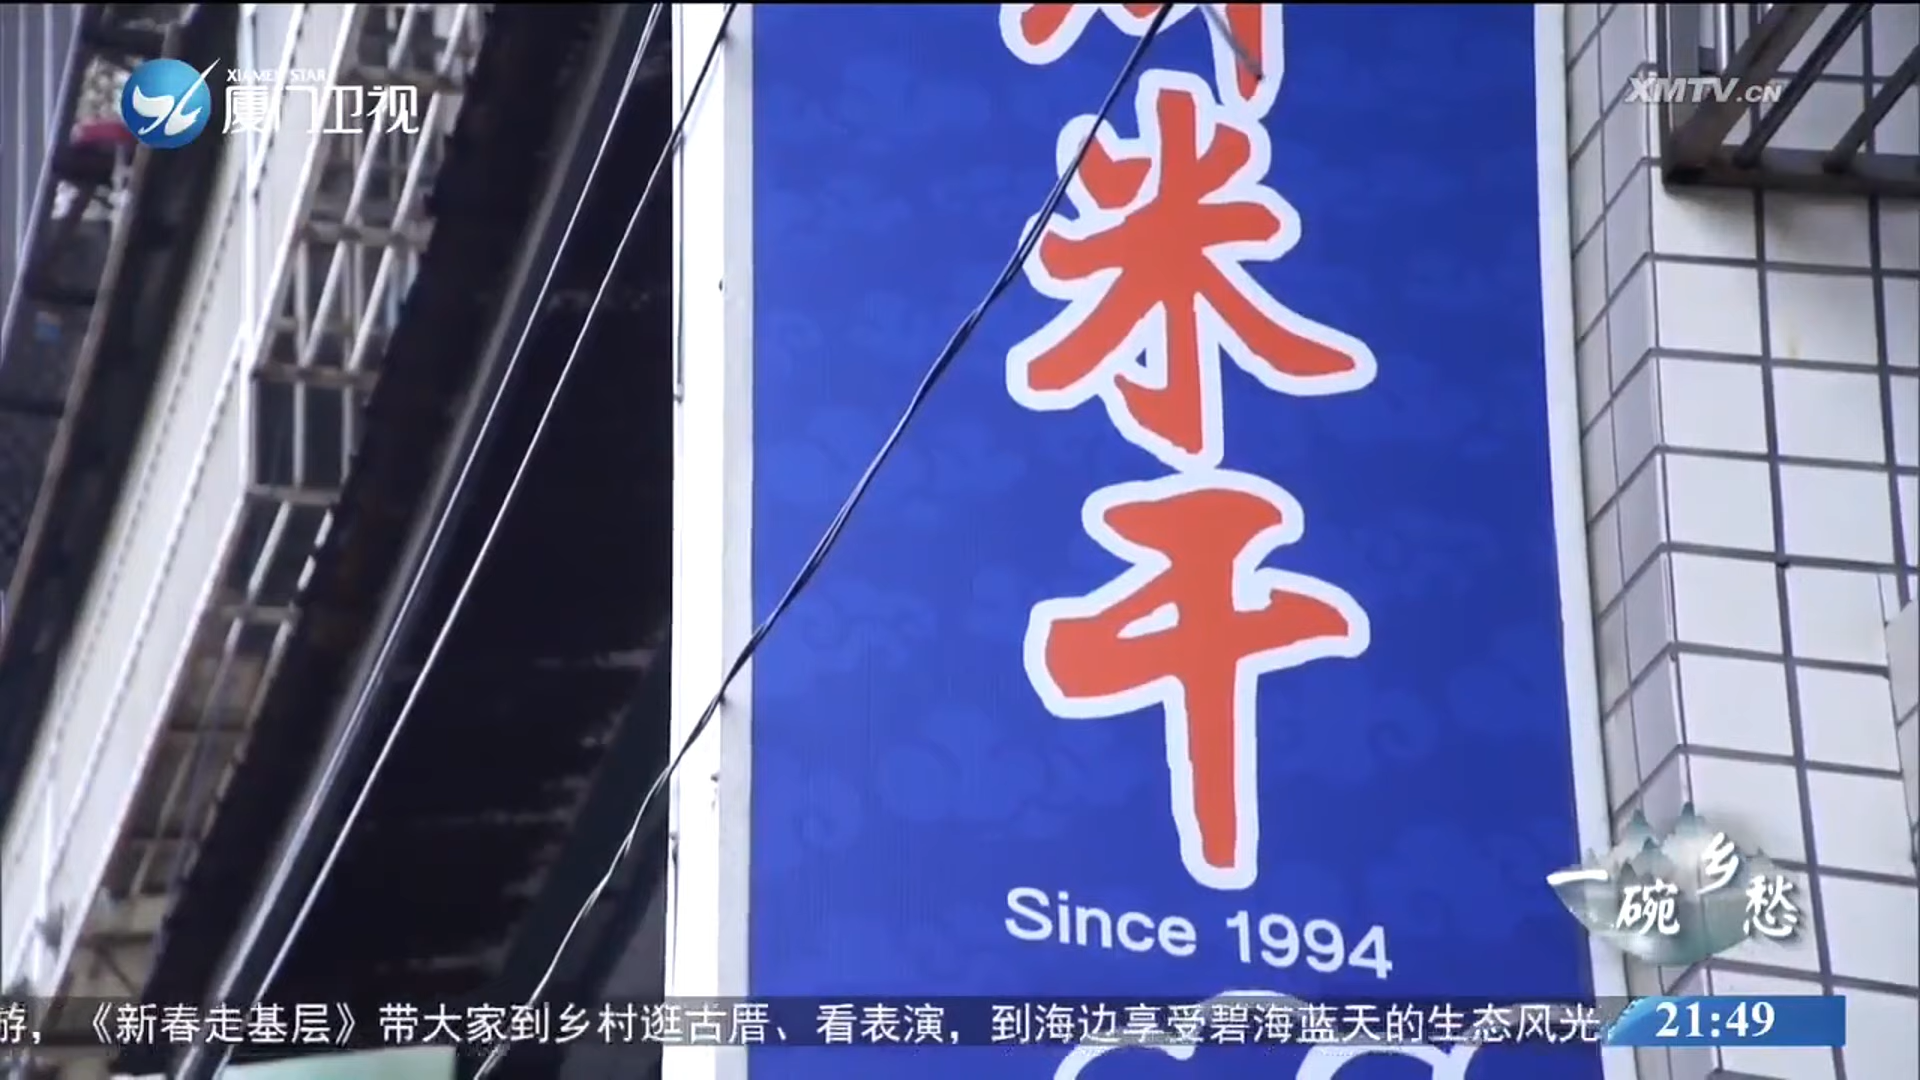 XIAMEN STAR
厦门卫视
XMTV.CN
米干
Since 1994
一碗乡愁
游，《新春走基层》带大家到乡村逛古厝、看表演，到海边享受碧海蓝天的生态风光
21:49